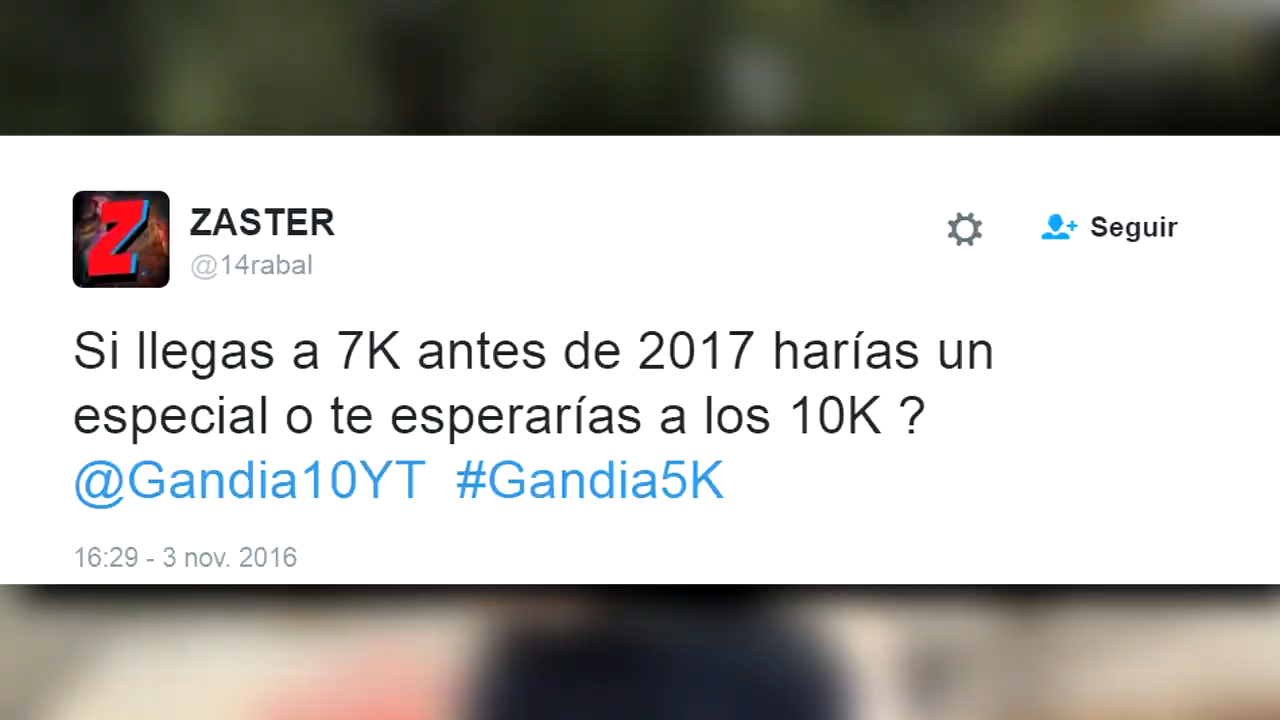 ZASTER
@14rabal
Seguir
Si llegas a 7K antes de 2017 harías un
especial o te esperarías a los 10K ?
@Gandia10YT #Gandia5K
16:29 - 3 nov. 2016
Z